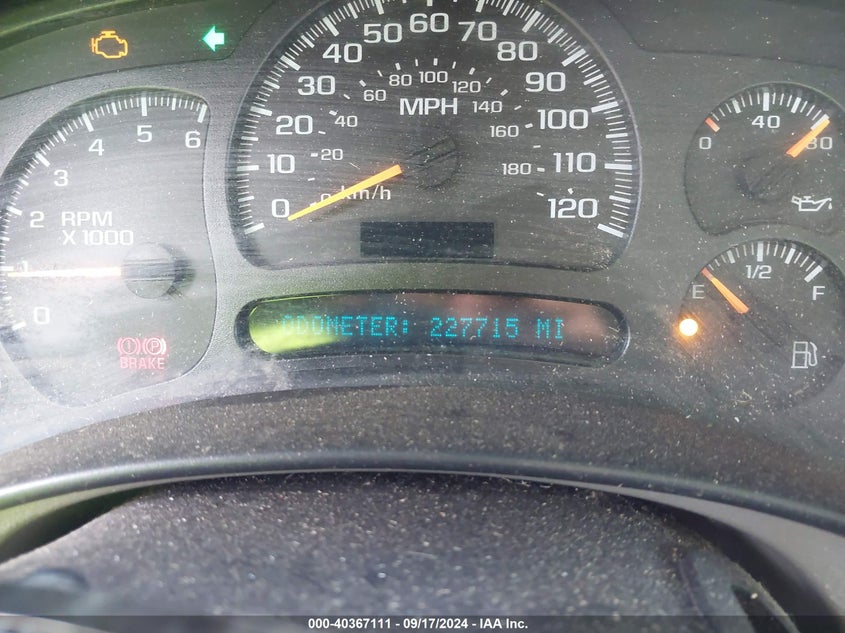 0 1 2 3 4 5 6
RPM
X 1000
0 10 20 30 40 50 60 70 80 90 100 110 120
20 40 60 80 100 120 140 160 180
MPH
km/h
0 40 80
E 1/2 F
BRAKE
ODOMETER: 227715 MI
000-40367111 - 09/17/2024 - IAA Inc.